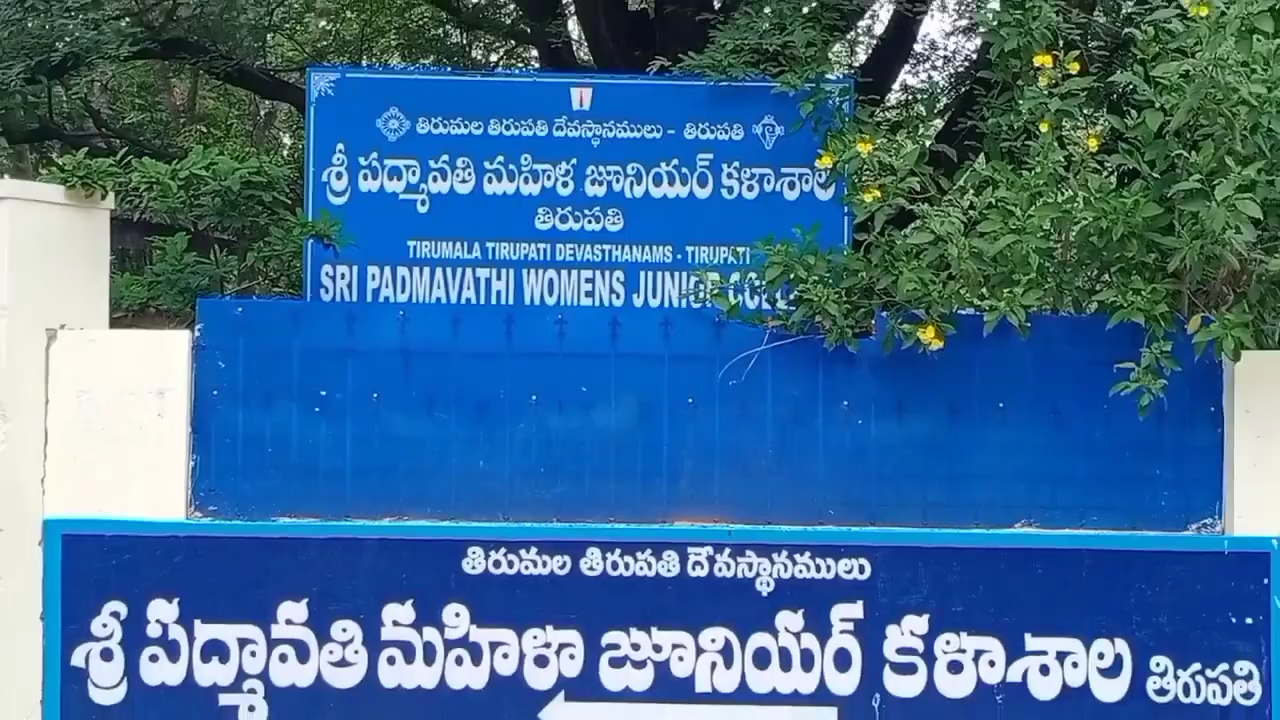 తిరుమల తిరుపతి దేవస్థానములు - తిరుపతి
శ్రీ పద్మావతి మహిళ జూనియర్ కళాశాల
తిరుపతి
TIRUMALA TIRUPATI DEVASTHANAMS - TIRUPATI
SRI PADMAVATHI WOMENS JUNIOR
తిరుమల తిరుపతి దేవస్థానములు
శ్రీ పద్మావతి మహిళా జూనియర్ కళాశాల తిరుపతి